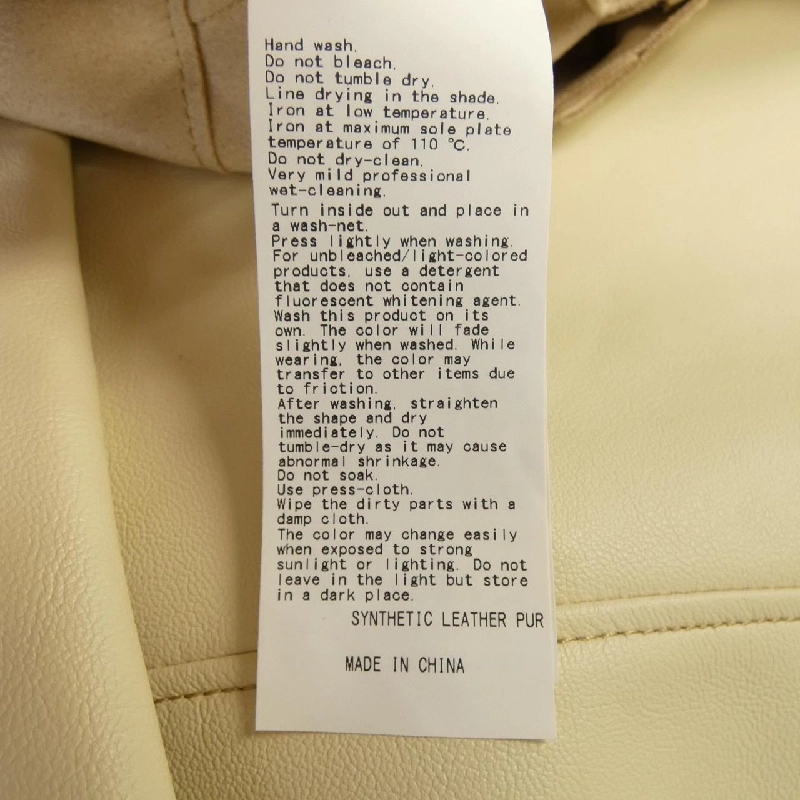 Hand wash.
Do not bleach.
Do not tumble dry.
Line drying in the shade.
Iron at low temperature.
Iron at maximum sole plate
temperature of 110 ℃.
Do not dry-clean.
Very mild professional
wet-cleaning.
Turn inside out and place in
a wash-net.
Press lightly when washing.
For unbleached/light-colored
products, use a detergent
that does not contain
fluorescent whitening agent.
Wash this product on its
own. The color will fade
slightly when washed. While
wearing, the color may
transfer to other items due
to friction.
After washing, straighten
the shape and dry
immediately. Do not
tumble-dry as it may cause
abnormal shrinkage.
Do not soak.
Use press-cloth.
Wipe the dirty parts with a
damp cloth.
The color may change easily
when exposed to strong
sunlight or lighting. Do not
leave in the light but store
in a dark place.
SYNTHETIC LEATHER PUR
MADE IN CHINA